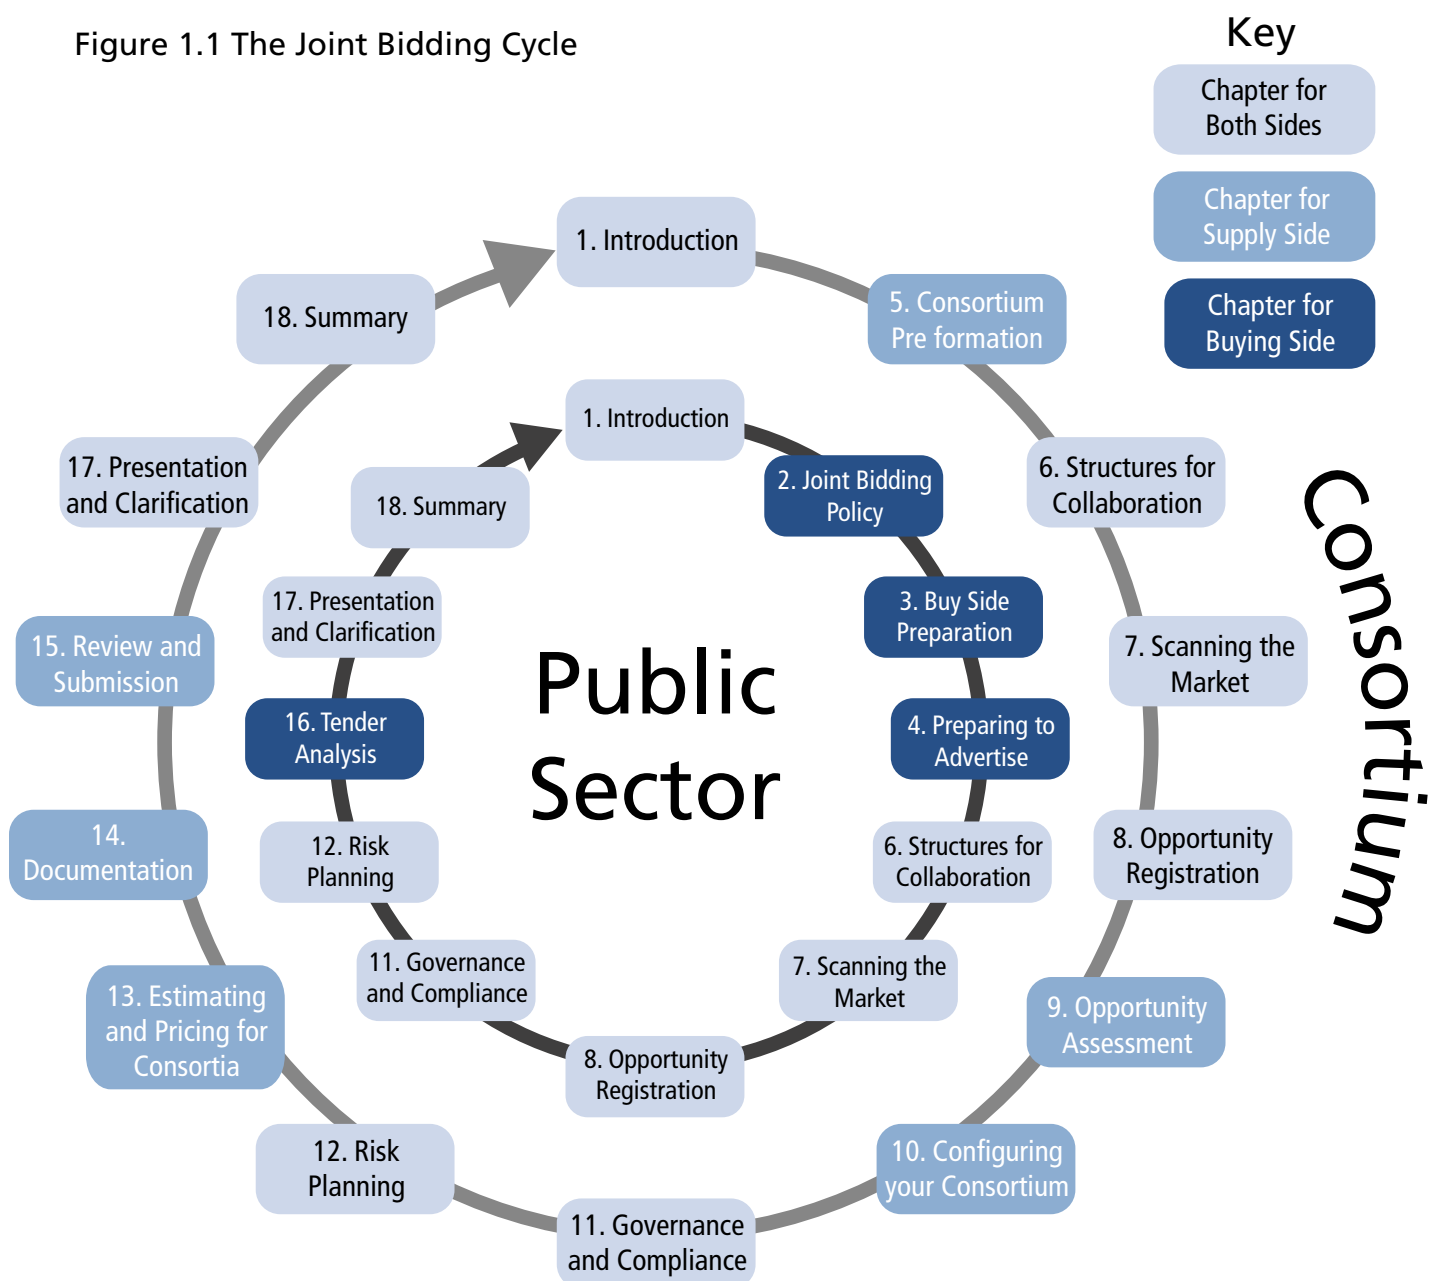 Figure 1.1 The Joint Bidding Cycle
Key
Chapter for
Both Sides
Chapter for
Supply Side
Chapter for
Buying Side
1. Introduction
5. Consortium
Pre formation
6. Structures for
Collaboration
7. Scanning the
Market
8. Opportunity
Registration
9. Opportunity
Assessment
10. Configuring
your Consortium
11. Governance
and Compliance
12. Risk
Planning
13. Estimating
and Pricing for
Consortia
14.
Documentation
15. Review and
Submission
17. Presentation
and Clarification
18. Summary
Consortium
1. Introduction
2. Joint Bidding
Policy
3. Buy Side
Preparation
4. Preparing to
Advertise
6. Structures for
Collaboration
7. Scanning the
Market
8. Opportunity
Registration
11. Governance
and Compliance
12. Risk
Planning
16. Tender
Analysis
17. Presentation
and Clarification
18. Summary
Public
Sector